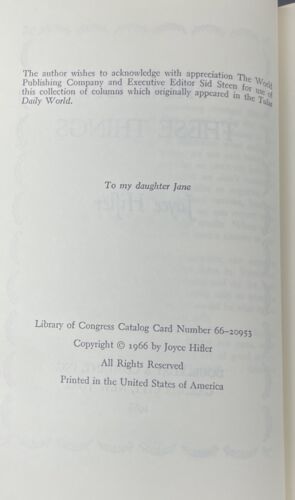 The author wishes to acknowledge with appreciation The World
Publishing Company and Executive Editor Sid Steen for use of
this collection of columns which originally appeared in the Tulsa
Daily World.
To my daughter Jane
Library of Congress Catalog Card Number 66–20953
Copyright © 1966 by Joyce Hifler
All Rights Reserved
Printed in the United States of America